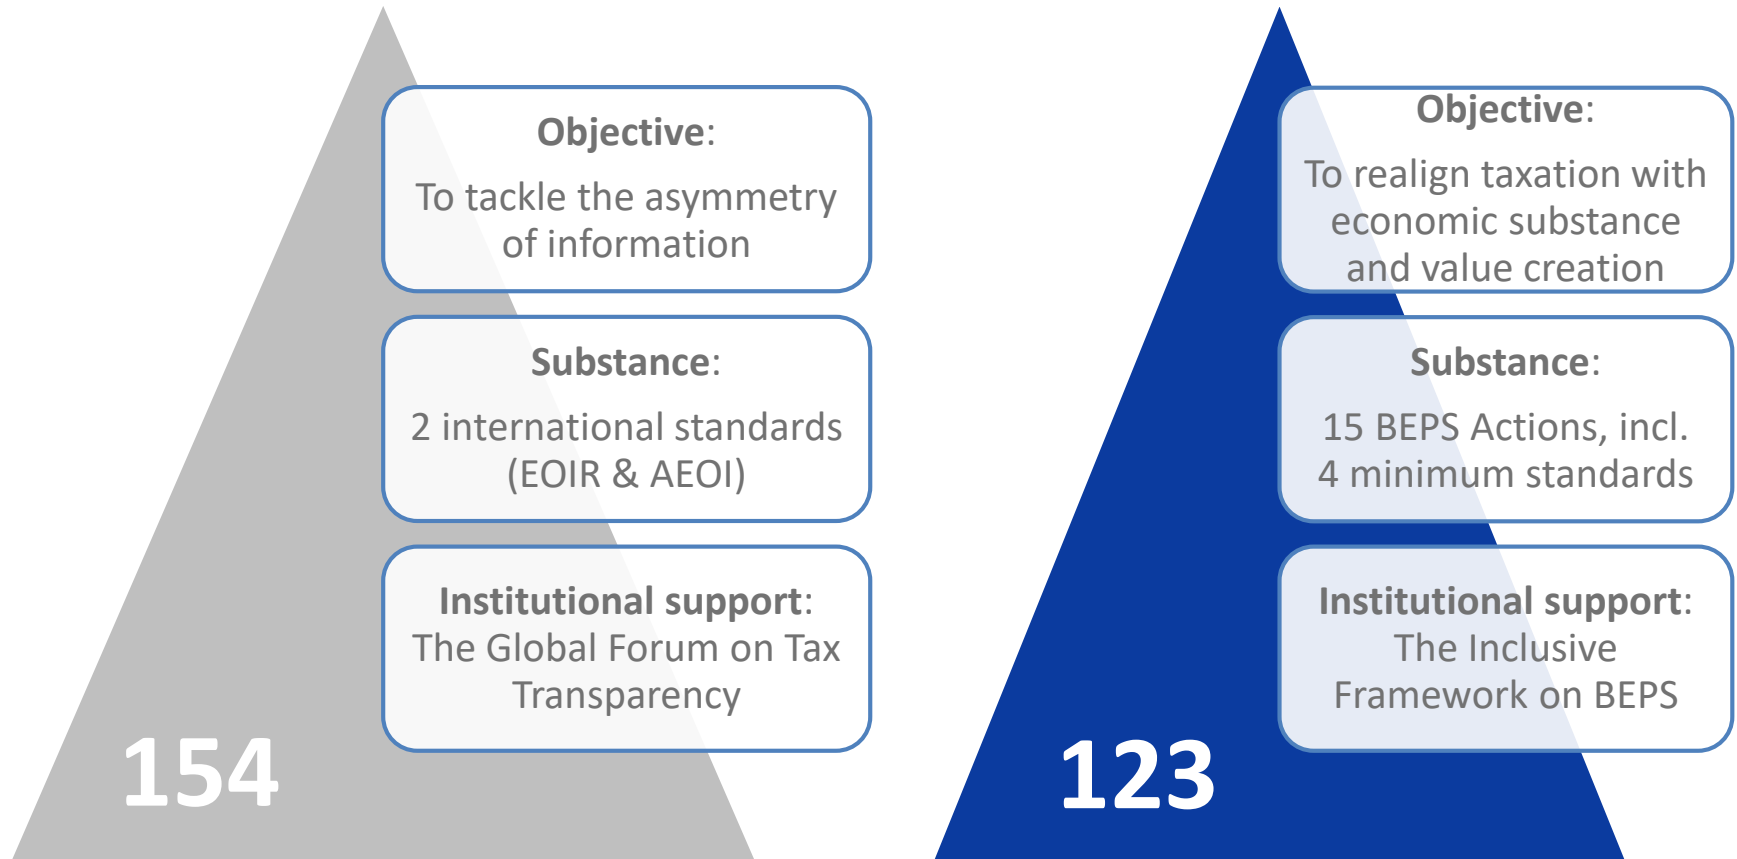 Objective:
To tackle the asymmetry
of information
Substance:
2 international standards
(EOIR & AEOI)
Institutional support:
The Global Forum on Tax
Transparency
154
Objective:
To realign taxation with
economic substance
and value creation
Substance:
15 BEPS Actions, incl.
4 minimum standards
Institutional support:
The Inclusive
Framework on BEPS
123